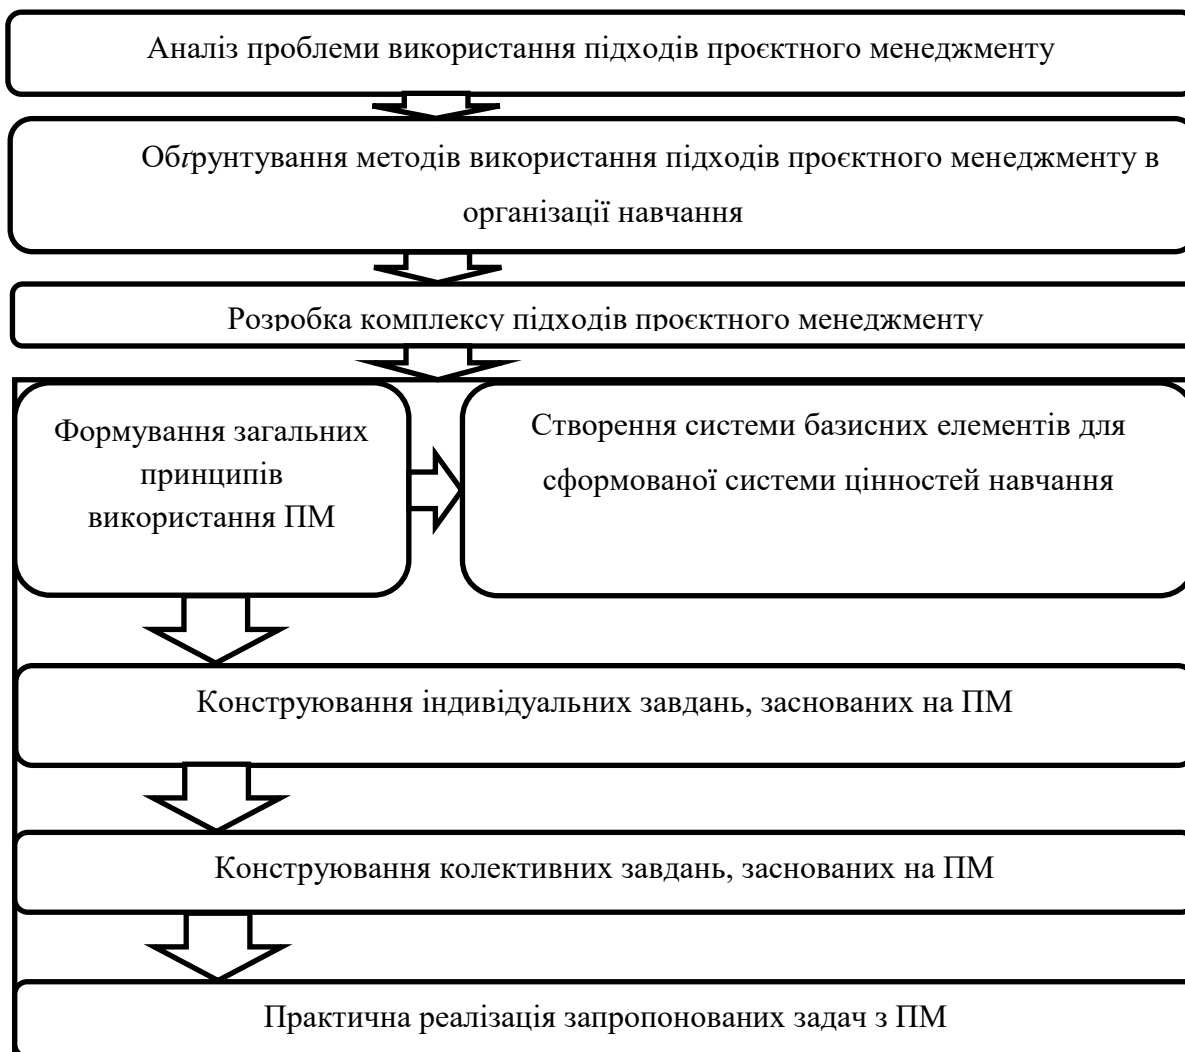 Аналіз проблеми використання підходів проєктного менеджменту
Обґрунтування методів використання підходів проєктного менеджменту в
організації навчання
Розробка комплексу підходів проєктного менеджменту
Формування загальних
принципів
використання ПМ
Створення системи базисних елементів для
сформованої системи цінностей навчання
Конструювання індивідуальних завдань, заснованих на ПМ
Конструювання колективних завдань, заснованих на ПМ
Практична реалізація запропонованих задач з ПМ